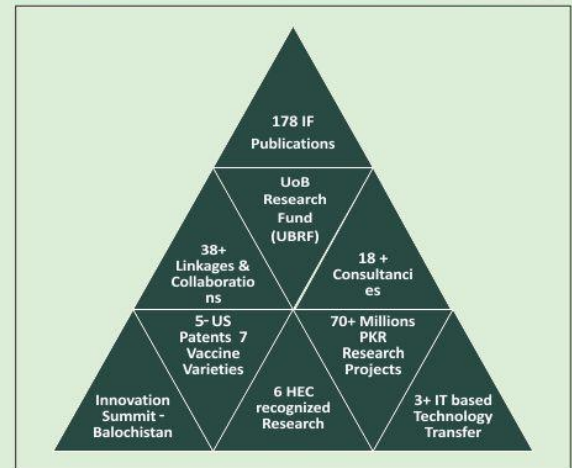 178 IF
Publications
UoB
Research
Fund
(UBRF)
38+
Linkages &
Collaboratio
ns
18 +
Consultanci
es
5-US
Patents 7
Vaccine
Varieties
70+ Millions
PKR
Research
Projects
Innovation
Summit -
Balochistan
6 HEC
recognized
Research
3+ IT based
Technology
Transfer